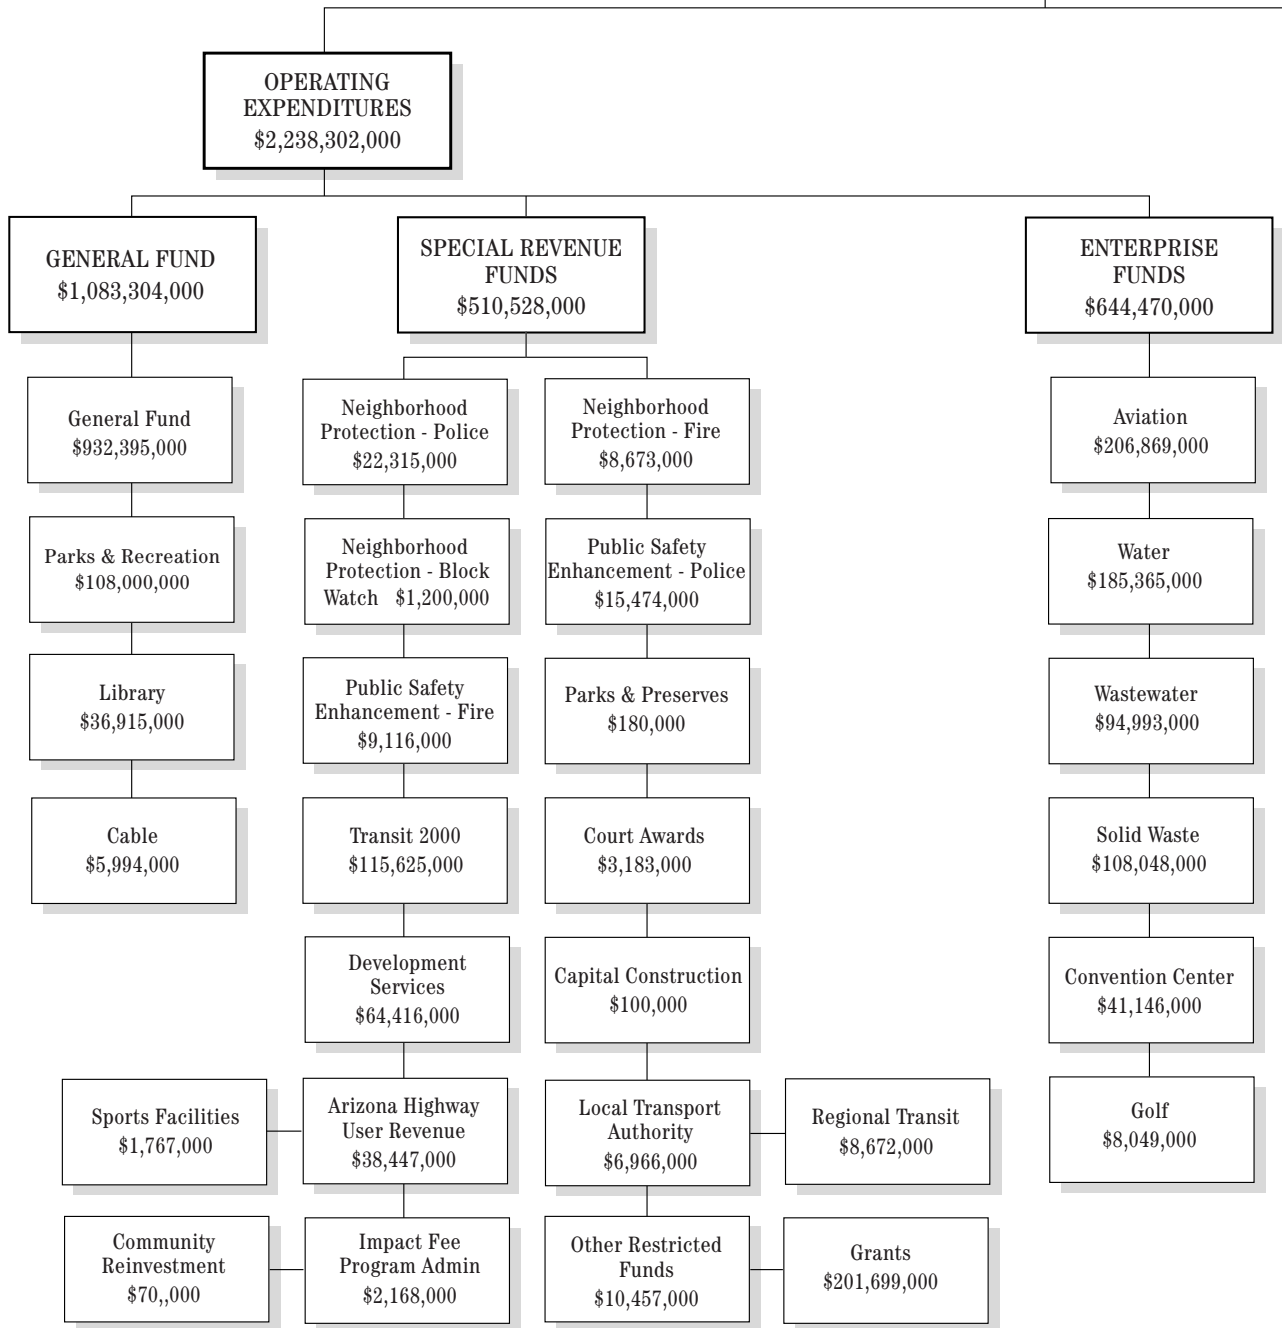 OPERATING
EXPENDITURES
$2,238,302,000
GENERAL FUND
$1,083,304,000
SPECIAL REVENUE
FUNDS
$510,528,000
ENTERPRISE
FUNDS
$644,470,000
General Fund
$932,395,000
Parks & Recreation
$108,000,000
Library
$36,915,000
Cable
$5,994,000
Neighborhood
Protection - Police
$22,315,000
Neighborhood
Protection - Block
Watch $1,200,000
Public Safety
Enhancement - Fire
$9,116,000
Transit 2000
$115,625,000
Development
Services
$64,416,000
Sports Facilities
$1,767,000
Arizona Highway
User Revenue
$38,447,000
Community
Reinvestment
$70,,000
Impact Fee
Program Admin
$2,168,000
Neighborhood
Protection - Fire
$8,673,000
Public Safety
Enhancement - Police
$15,474,000
Parks & Preserves
$180,000
Court Awards
$3,183,000
Capital Construction
$100,000
Local Transport
Authority
$6,966,000
Regional Transit
$8,672,000
Other Restricted
Funds
$10,457,000
Grants
$201,699,000
Aviation
$206,869,000
Water
$185,365,000
Wastewater
$94,993,000
Solid Waste
$108,048,000
Convention Center
$41,146,000
Golf
$8,049,000